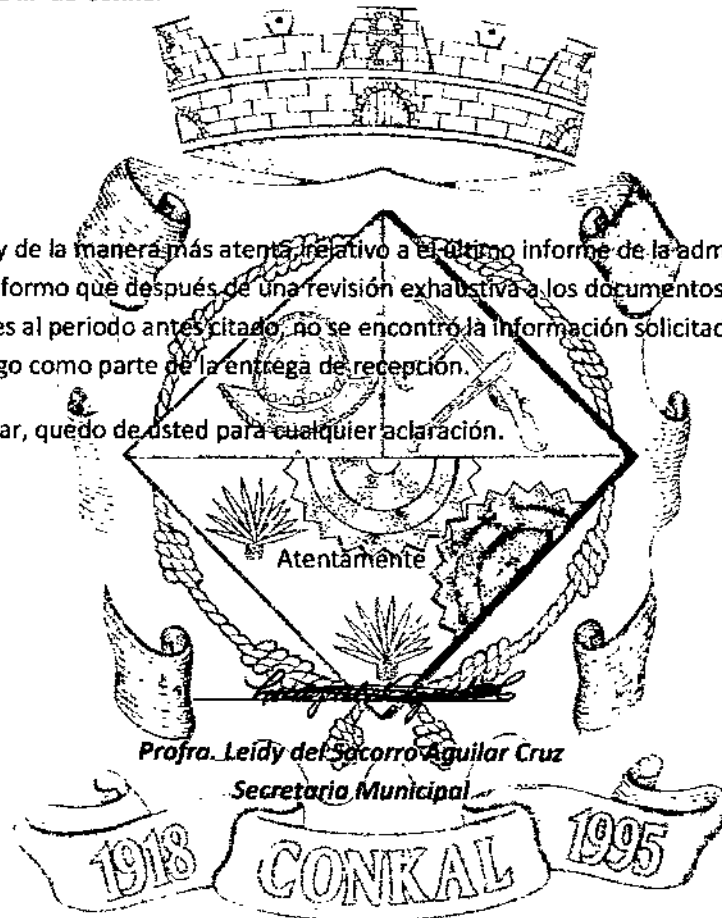 y de la manera más atenta, relativo a el último informe de la adm
formo que después de una revisión exhaustiva a los documentos
es al periodo antes citado, no se encontró la información solicitad
go como parte de la entrega de recepción.
ar, quedo de usted para cualquier aclaración.
Atentamente
Profra. Leidy del Socorro Aguilar Cruz
Secretaria Municipal
1918 CONKAL 1995